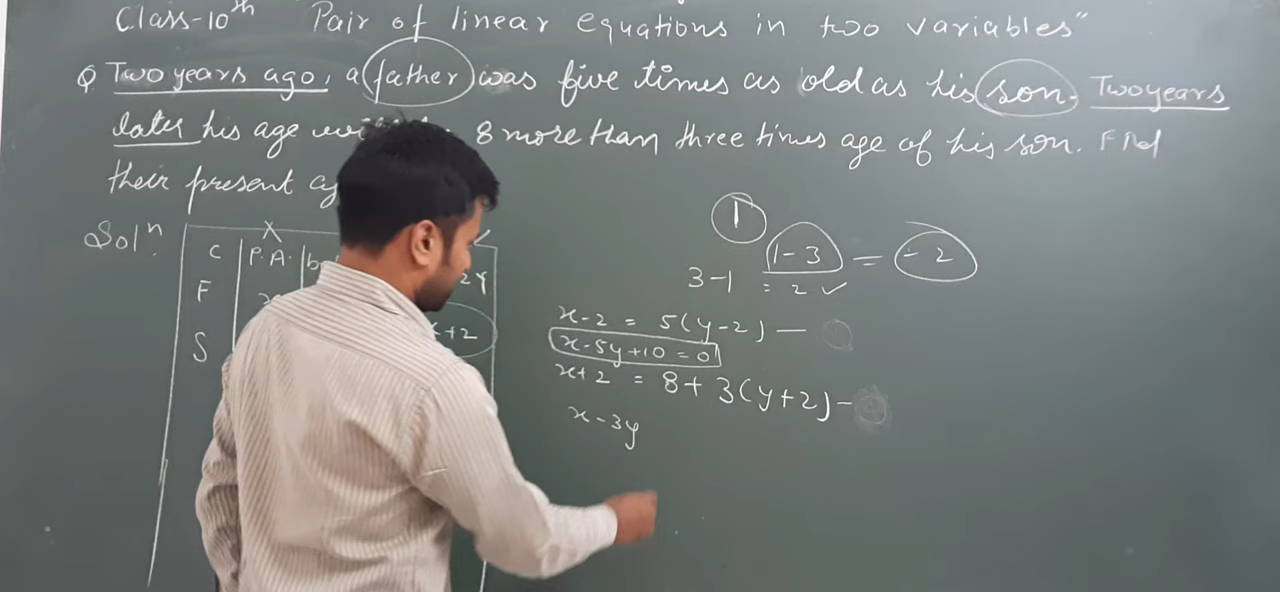 Class-10th "Pair of linear equations in two variables"
Q Two years ago, a father was five times as old as his son. Two years
later his age 8 more than three times age of his son. Find
their present
Soln.
x
C P.A.
F
S x+2
1
1-3 = -2
3-1 = 2 ✓
x-2 = 5(y-2) —
x-5y+10=0
x+2 = 8+3(y+2) —
x-3y